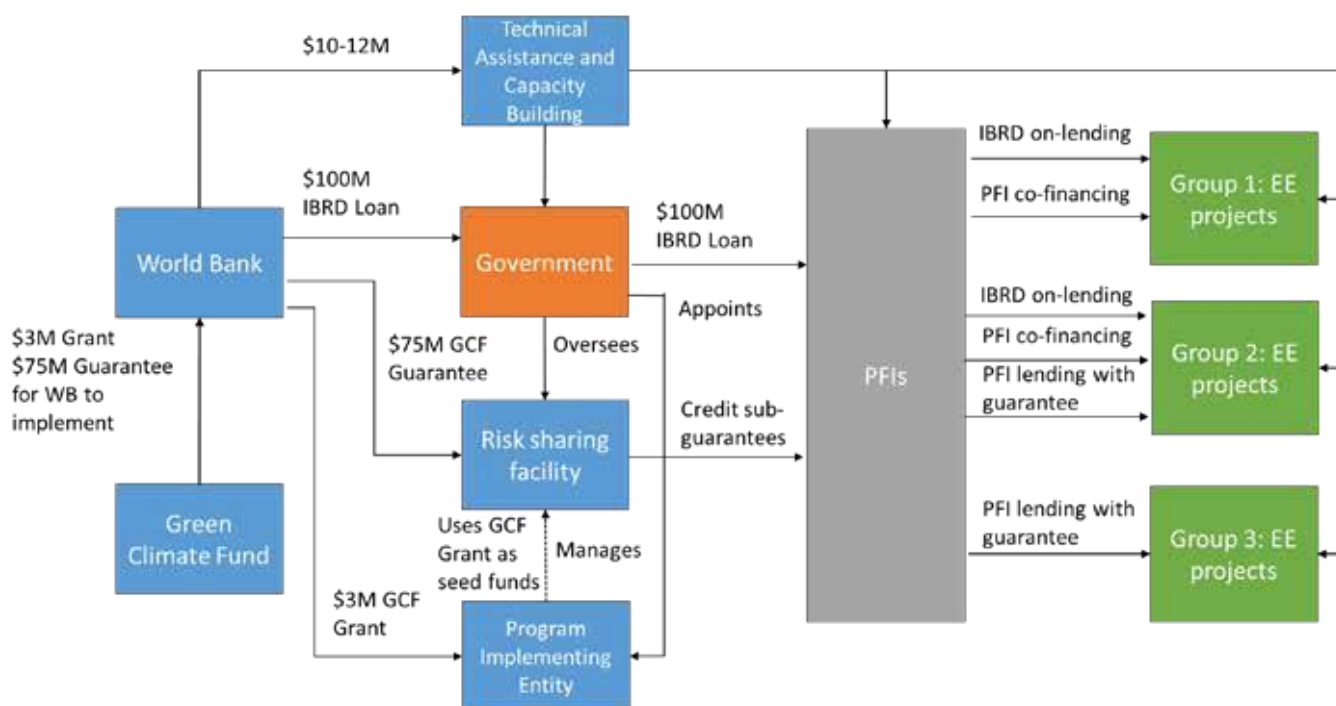 $10-12M
Technical
Assistance and
Capacity
Building
$100M
IBRD Loan
World Bank
Government
$100M
IBRD Loan
Appoints
$3M Grant
$75M Guarantee
for WB to
implement
$75M GCF
Guarantee
Oversees
Risk sharing
facility
Credit sub-
guarantees
Green
Climate Fund
Uses GCF
Grant as
seed funds
Manages
$3M GCF
Grant
Program
Implementing
Entity
PFIs
IBRD on-lending
PFI co-financing
Group 1: EE
projects
IBRD on-lending
PFI co-financing
PFI lending with
guarantee
Group 2: EE
projects
PFI lending with
guarantee
Group 3: EE
projects